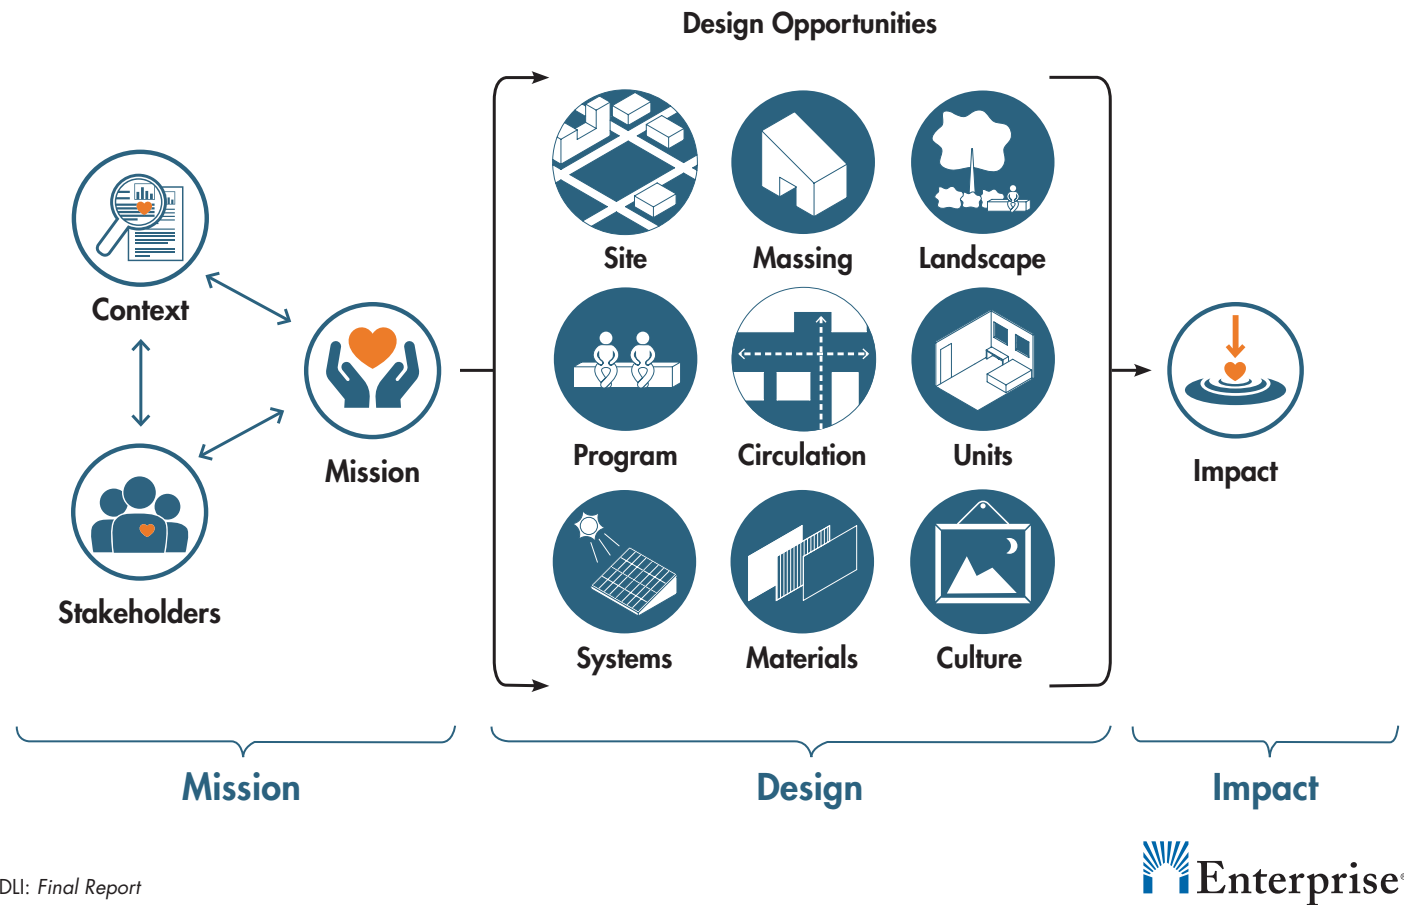 Design Opportunities
Context
Stakeholders
Mission
Site
Massing
Landscape
Program
Circulation
Units
Systems
Materials
Culture
Impact
Mission
Design
Impact
DLI: Final Report
Enterprise®